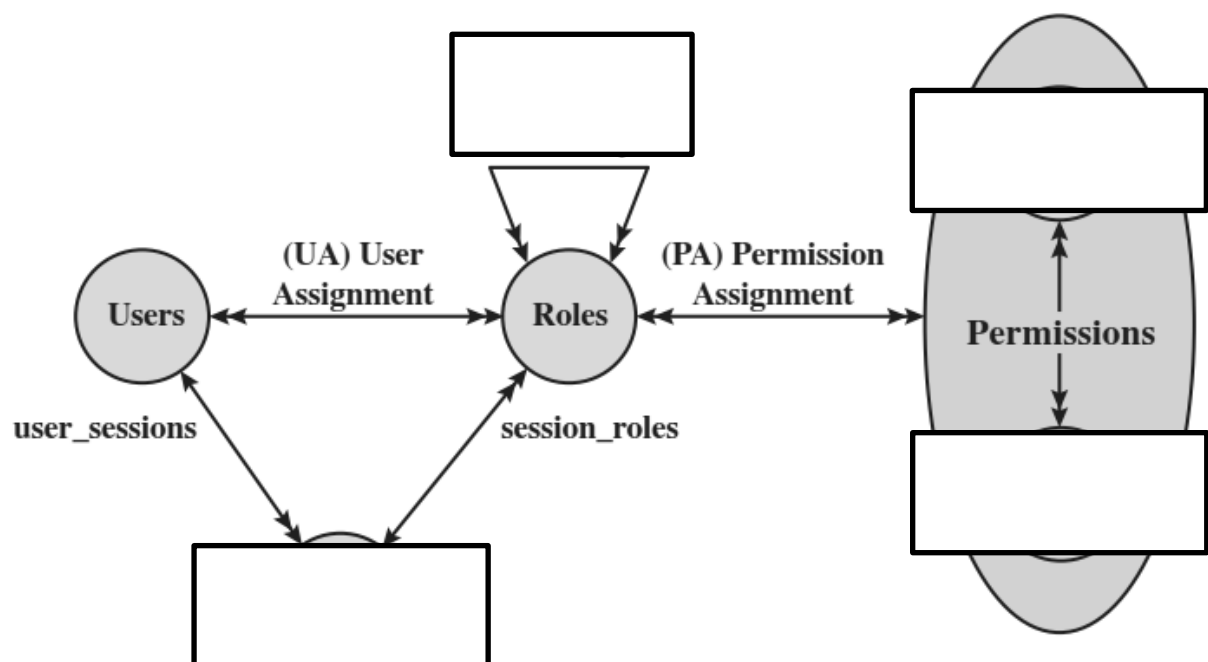 (UA) User
Assignment
(PA) Permission
Assignment
Users
Roles
Permissions
user_sessions
session_roles